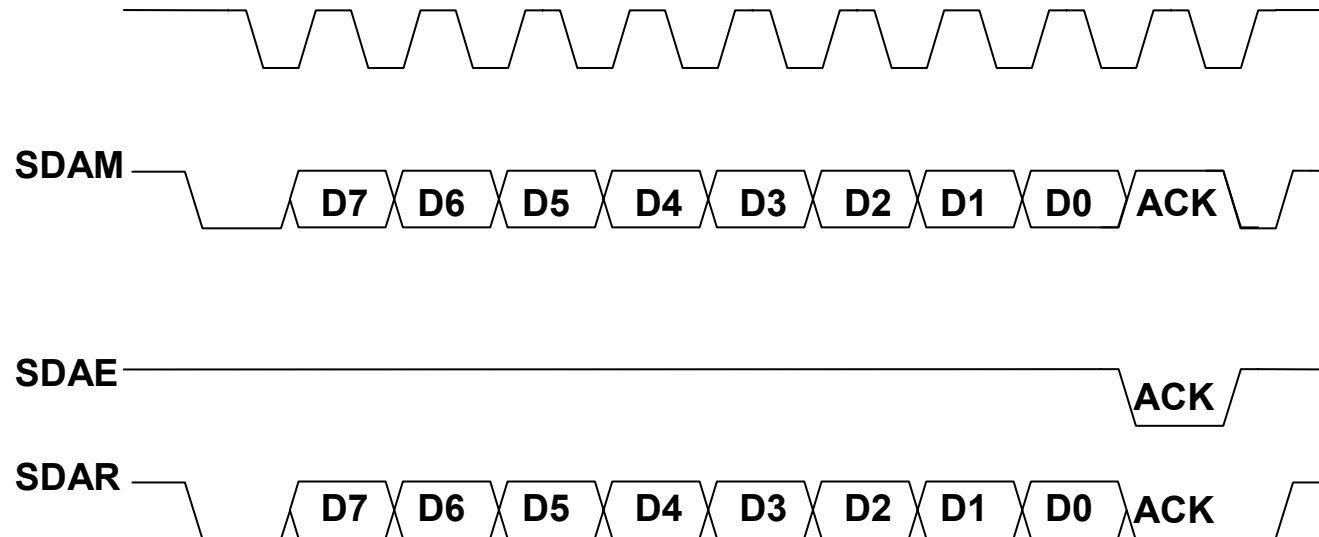 SDAM D7 D6 D5 D4 D3 D2 D1 D0 ACK
SDAE ACK
SDAR D7 D6 D5 D4 D3 D2 D1 D0 ACK